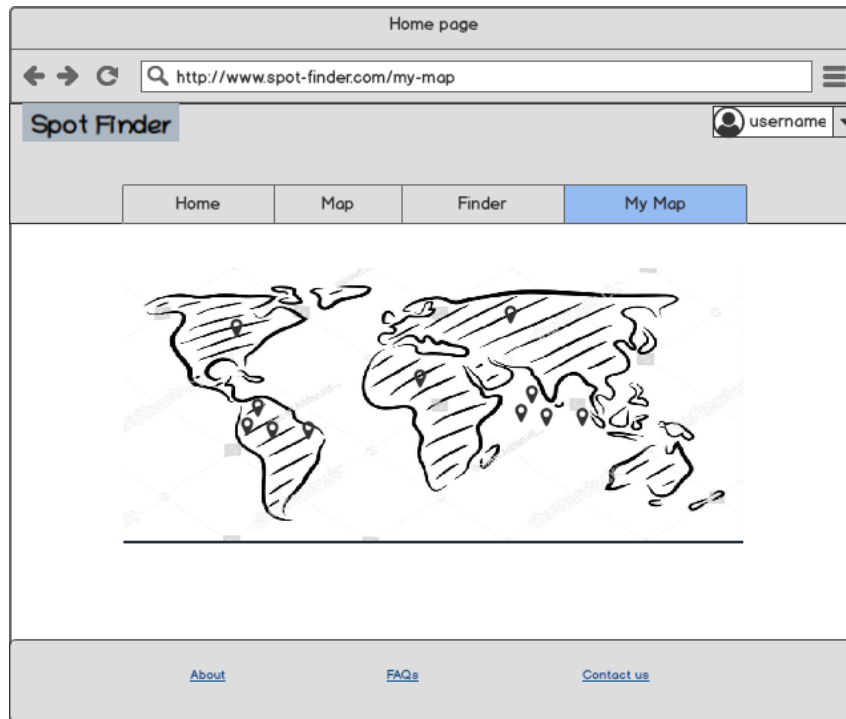 Home page
http://www.spot-finder.com/my-map
Spot Finder
username
Home Map Finder My Map
About FAQs Contact us